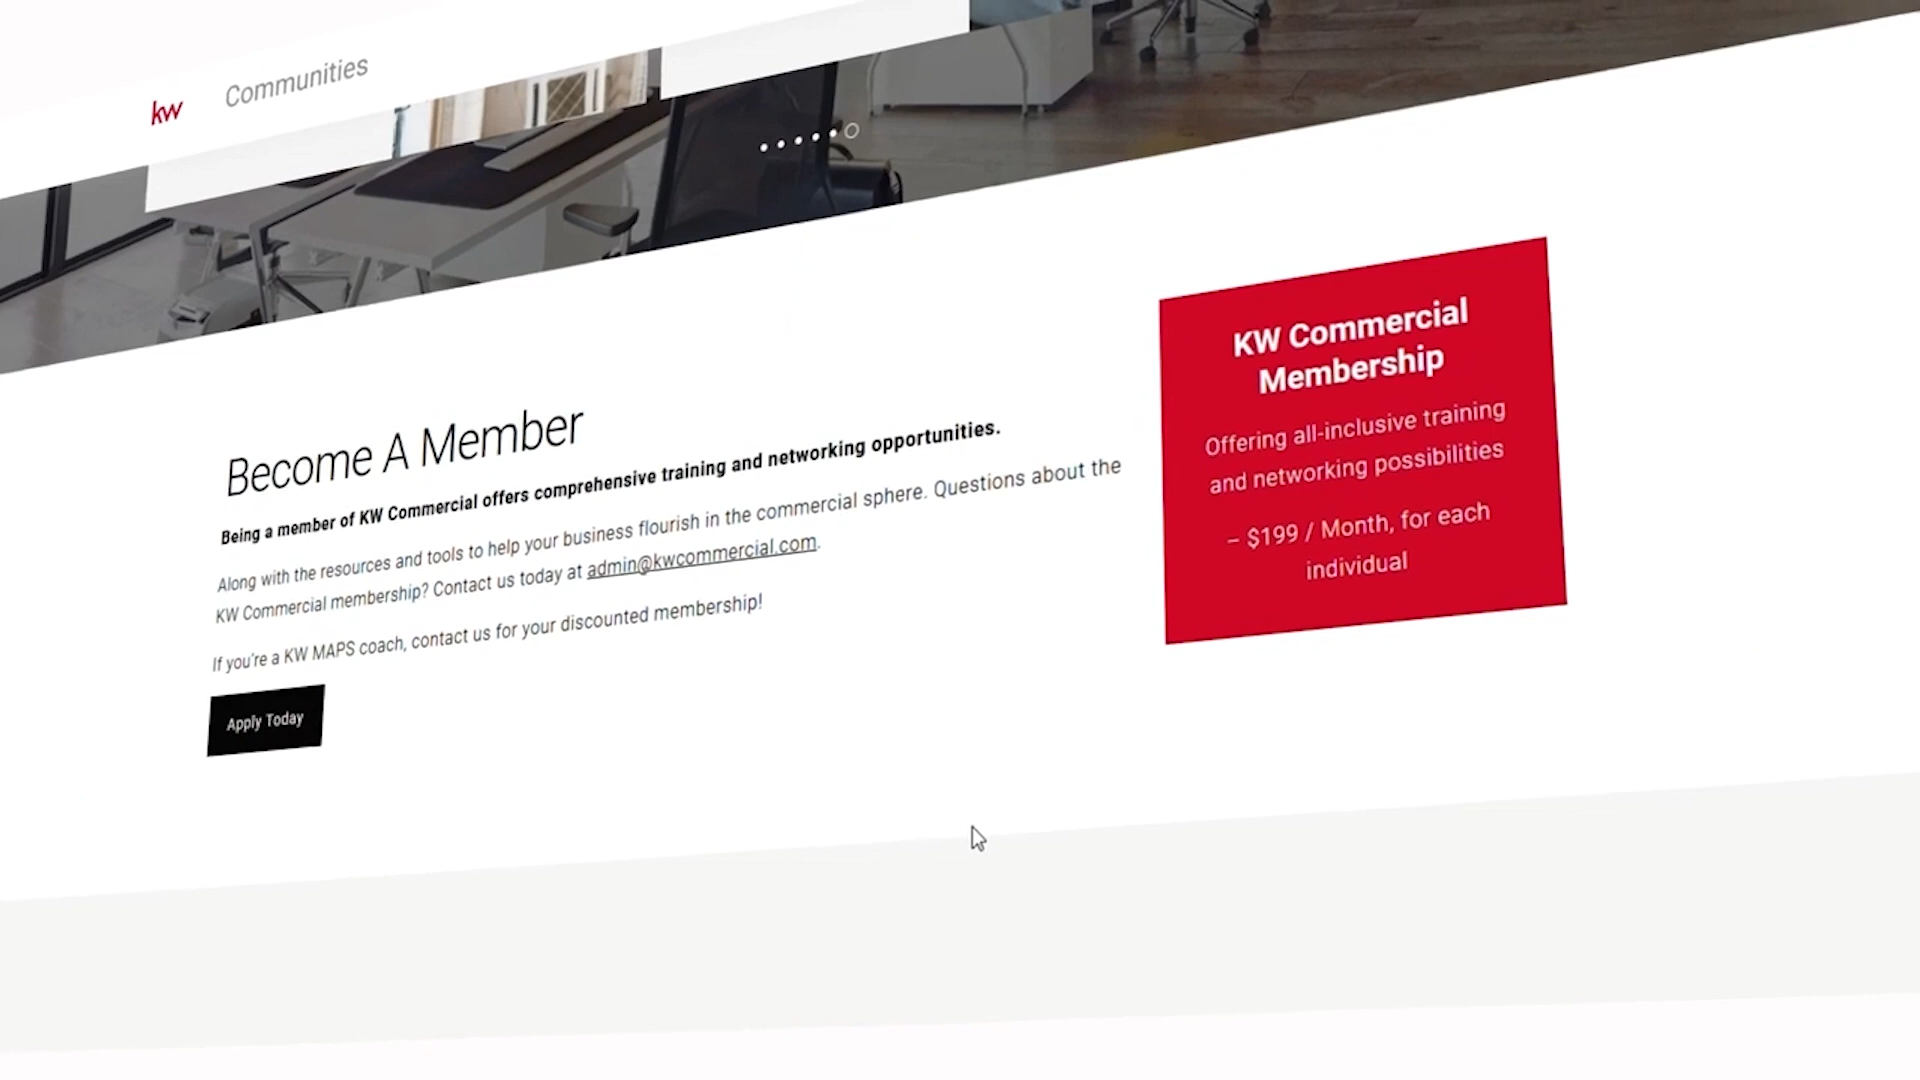 kw Communities
Become A Member
Being a member of KW Commercial offers comprehensive training and networking opportunities.
Along with the resources and tools to help your business flourish in the commercial sphere. Questions about the
KW Commercial membership? Contact us today at admin@kwcommercial.com.
If you're a KW MAPS coach, contact us for your discounted membership!
Apply Today
KW Commercial
Membership
Offering all-inclusive training
and networking possibilities
– $199 / Month, for each
individual